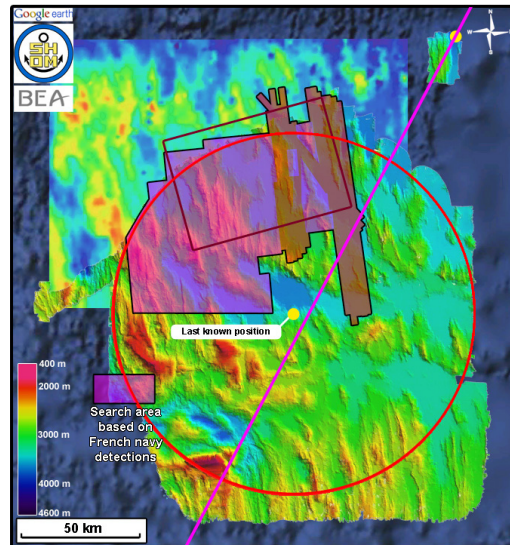 Google earth
SH
OM
BEA
N
W
E
S
Last known position
400 m
2000 m
3000 m
4000 m
4600 m
Search area
based on
French navy
detections
50 km